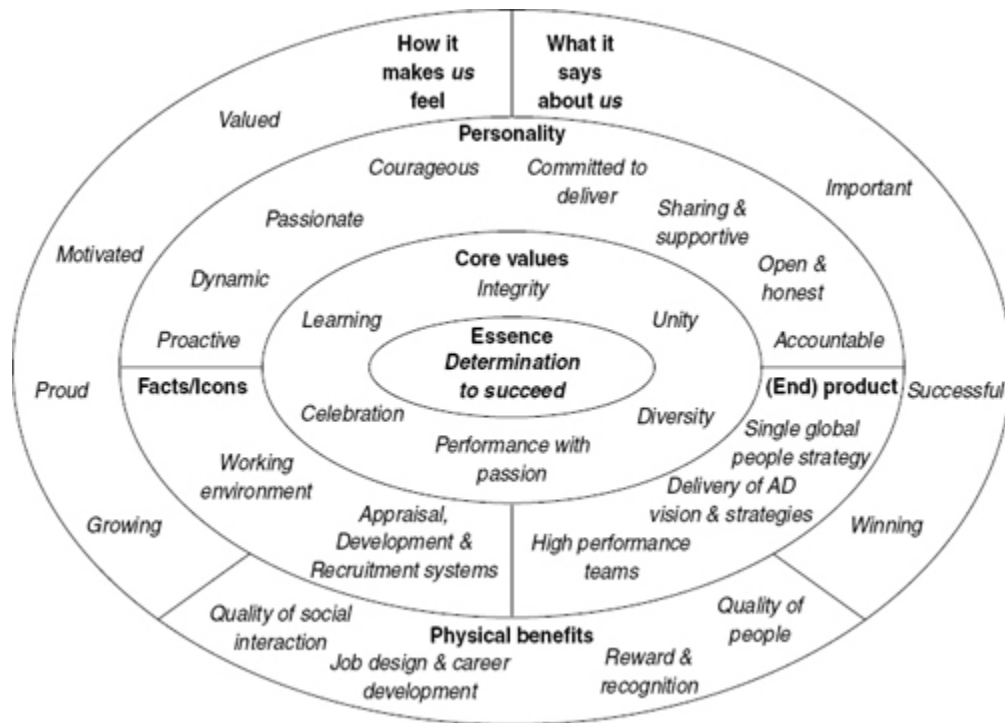 How it
makes us
feel
What it
says
about us
Valued
Motivated
Proud
Growing
Important
Successful
Winning
Personality
Courageous
Committed to
deliver
Passionate
Sharing &
supportive
Dynamic
Open &
honest
Proactive
Accountable
Core values
Integrity
Learning
Unity
Essence
Determination
to succeed
Celebration
Diversity
Performance with
passion
Facts/Icons
Working
environment
Appraisal,
Development &
Recruitment systems
(End) product
Single global
people strategy
Delivery of AD
vision & strategies
High performance
teams
Physical benefits
Quality of social
interaction
Job design & career
development
Reward &
recognition
Quality of
people